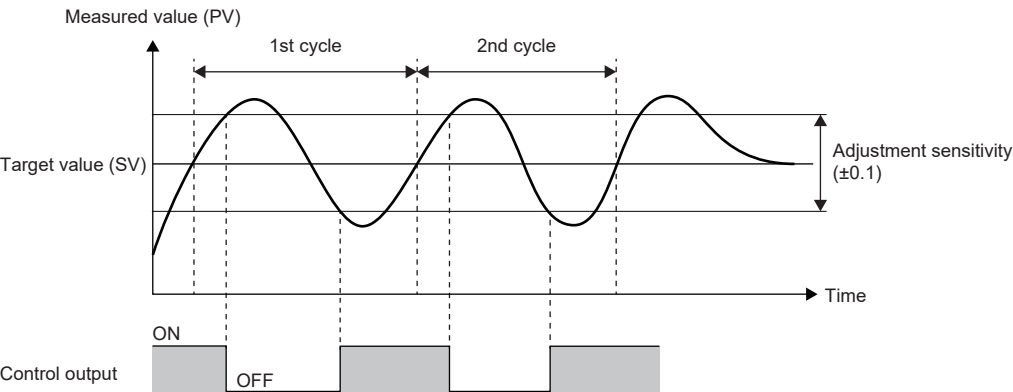 Measured value (PV)
1st cycle
2nd cycle
Target value (SV)
Adjustment sensitivity
(±0.1)
Time
ON
Control output
OFF